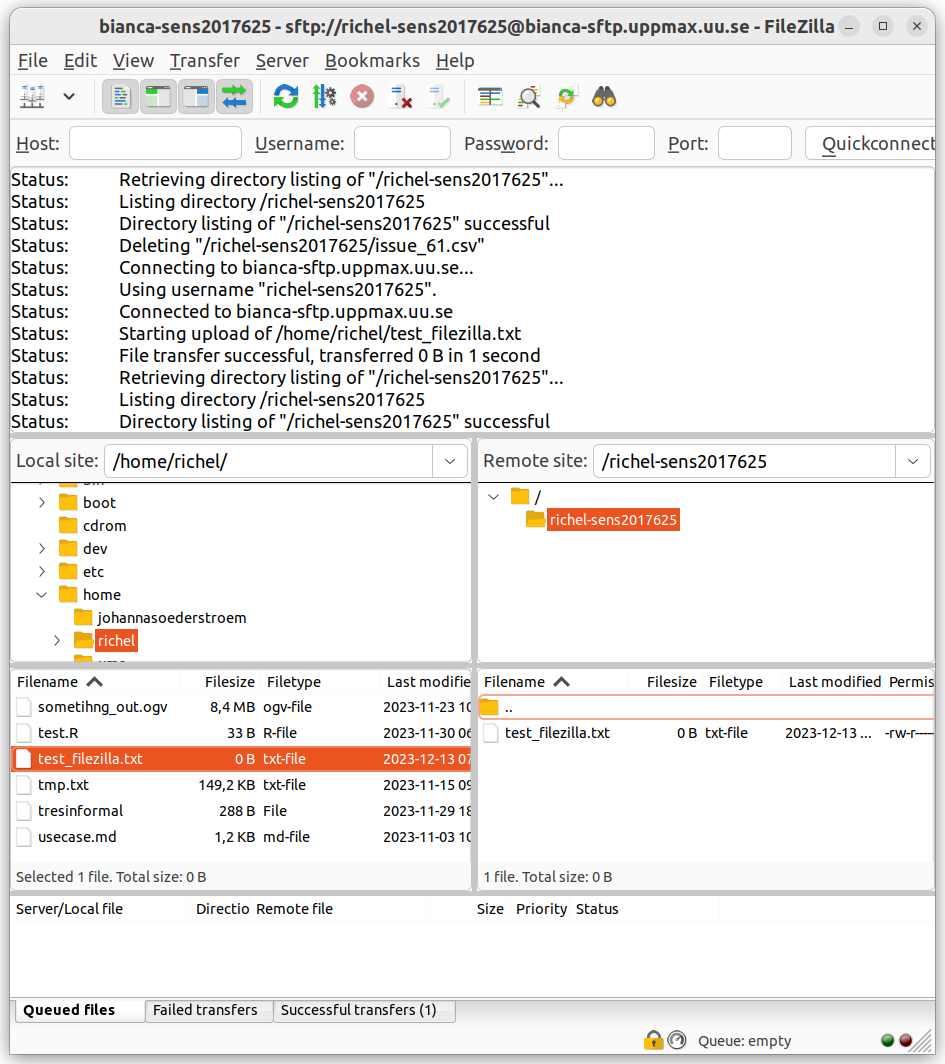 bianca-sens2017625 - sftp://richel-sens2017625@bianca-sftp.uppmax.uu.se - FileZilla
File Edit View Transfer Server Bookmarks Help
Host: Username: Password: Port: Quickconnect
Status: Retrieving directory listing of "/richel-sens2017625"...
Status: Listing directory /richel-sens2017625
Status: Directory listing of "/richel-sens2017625" successful
Status: Deleting "/richel-sens2017625/issue_61.csv"
Status: Connecting to bianca-sftp.uppmax.uu.se...
Status: Using username "richel-sens2017625".
Status: Connected to bianca-sftp.uppmax.uu.se
Status: Starting upload of /home/richel/test_filezilla.txt
Status: File transfer successful, transferred 0 B in 1 second
Status: Retrieving directory listing of "/richel-sens2017625"...
Status: Listing directory /richel-sens2017625
Status: Directory listing of "/richel-sens2017625" successful
Local site: /home/richel/
boot
cdrom
dev
etc
home
johannasoederstroem
richel
Filename Filesize Filetype Last modifie
sometihng_out.ogv 8,4 MB ogv-file 2023-11-23 10
test.R 33 B R-file 2023-11-30 06
test_filezilla.txt 0 B txt-file 2023-12-13 07
tmp.txt 149,2 KB txt-file 2023-11-15 09
tresinformal 288 B File 2023-11-29 18
usecase.md 1,2 KB md-file 2023-11-03 10
Selected 1 file. Total size: 0 B
Remote site: /richel-sens2017625
/
richel-sens2017625
Filename Filesize Filetype Last modified Permis
..
test_filezilla.txt 0 B txt-file 2023-12-13 ... -rw-r-----
1 file. Total size: 0 B
Server/Local file Directio Remote file Size Priority Status
Queued files Failed transfers Successful transfers (1)
Queue: empty